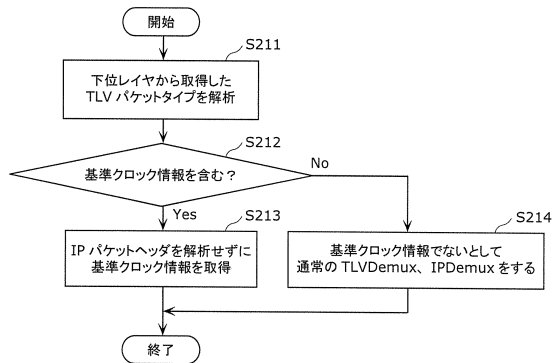 開始
S211
下位レイヤから取得した
TLV パケットタイプを解析
S212
基準クロック情報を含む？
No
Yes
S213
IP パケットヘッダを解析せずに
基準クロック情報を取得
S214
基準クロック情報でないとして
通常の TLVDemux、IPDemux をする
終了